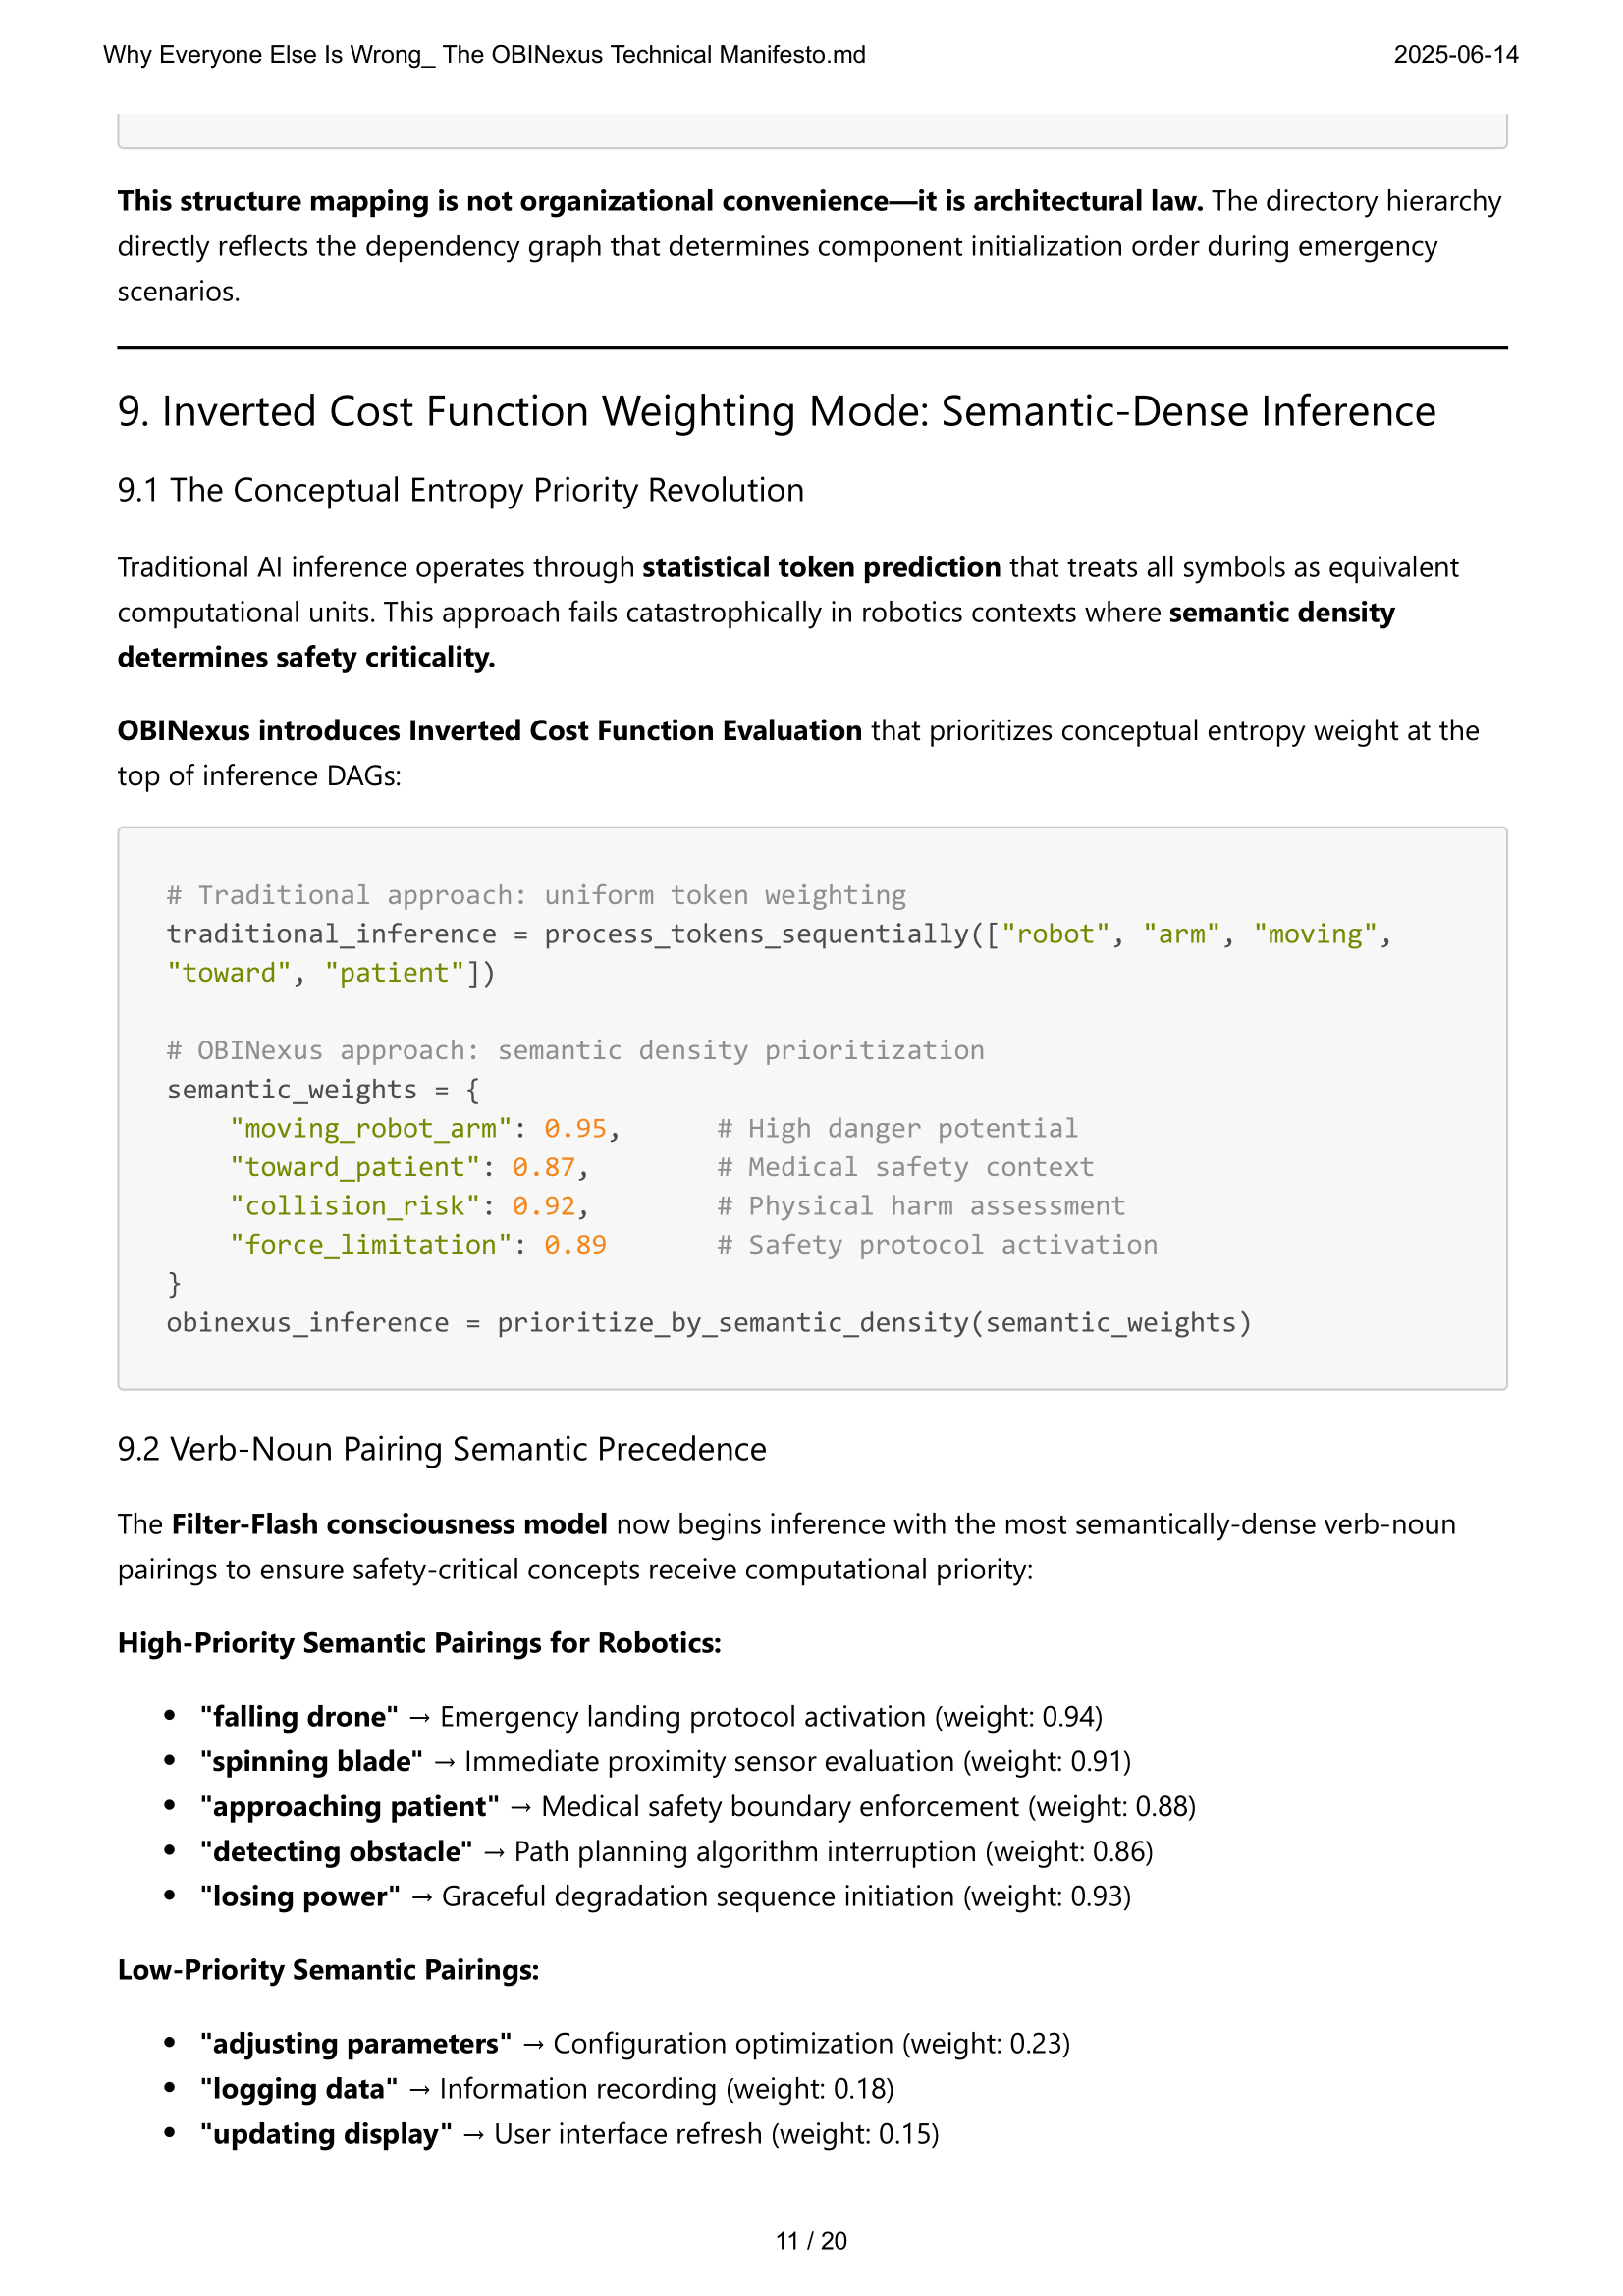 Why Everyone Else Is Wrong_ The OBINexus Technical Manifesto.md 2025-06-14
This structure mapping is not organizational convenience—it is architectural law. The directory hierarchy
directly reflects the dependency graph that determines component initialization order during emergency
scenarios.
9. Inverted Cost Function Weighting Mode: Semantic-Dense Inference
9.1 The Conceptual Entropy Priority Revolution
Traditional AI inference operates through statistical token prediction that treats all symbols as equivalent
computational units. This approach fails catastrophically in robotics contexts where semantic density
determines safety criticality.
OBINexus introduces Inverted Cost Function Evaluation that prioritizes conceptual entropy weight at the
top of inference DAGs:
# Traditional approach: uniform token weighting
traditional_inference = process_tokens_sequentially(["robot", "arm", "moving",
"toward", "patient"])
# OBINexus approach: semantic density prioritization
semantic_weights = {
    "moving_robot_arm": 0.95,      # High danger potential
    "toward_patient": 0.87,        # Medical safety context
    "collision_risk": 0.92,        # Physical harm assessment
    "force_limitation": 0.89       # Safety protocol activation
}
obinexus_inference = prioritize_by_semantic_density(semantic_weights)
9.2 Verb-Noun Pairing Semantic Precedence
The Filter-Flash consciousness model now begins inference with the most semantically-dense verb-noun
pairings to ensure safety-critical concepts receive computational priority:
High-Priority Semantic Pairings for Robotics:
• "falling drone" → Emergency landing protocol activation (weight: 0.94)
• "spinning blade" → Immediate proximity sensor evaluation (weight: 0.91)
• "approaching patient" → Medical safety boundary enforcement (weight: 0.88)
• "detecting obstacle" → Path planning algorithm interruption (weight: 0.86)
• "losing power" → Graceful degradation sequence initiation (weight: 0.93)
Low-Priority Semantic Pairings:
• "adjusting parameters" → Configuration optimization (weight: 0.23)
• "logging data" → Information recording (weight: 0.18)
• "updating display" → User interface refresh (weight: 0.15)
11 / 20